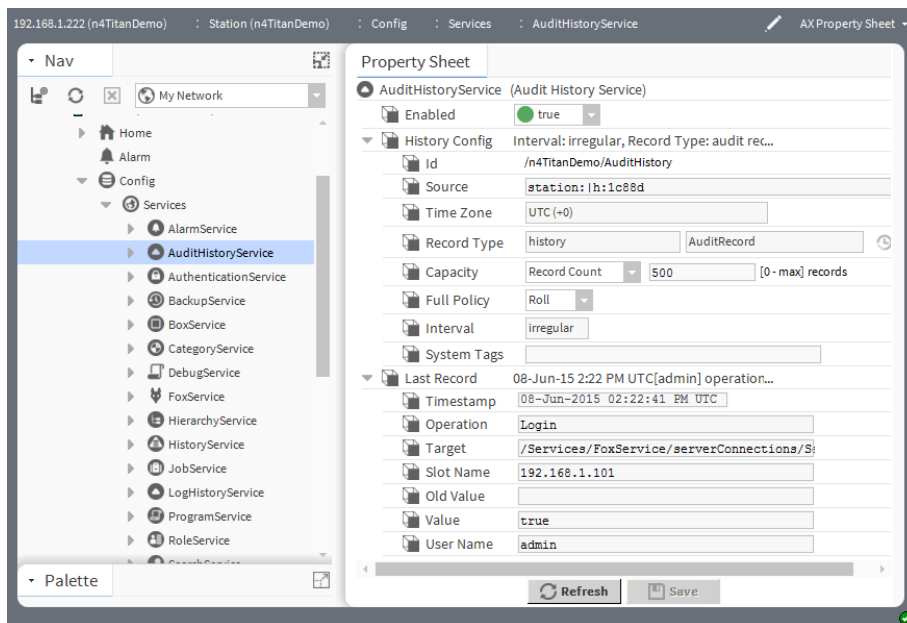 192.168.1.222 (n4TitanDemo) : Station (n4TitanDemo) : Config : Services : AuditHistoryService AX Property Sheet
Nav
My Network
Home
Alarm
Config
Services
AlarmService
AuditHistoryService
AuthenticationService
BackupService
BoxService
CategoryService
DebugService
FoxService
HierarchyService
HistoryService
JobService
LogHistoryService
ProgramService
RoleService
Palette
Property Sheet
AuditHistoryService (Audit History Service)
Enabled true
History Config Interval: irregular, Record Type: audit rec...
Id /n4TitanDemo/AuditHistory
Source station:|h:1c88d
Time Zone UTC (+0)
Record Type history AuditRecord
Capacity Record Count 500 [0 - max] records
Full Policy Roll
Interval irregular
System Tags
Last Record 08-Jun-15 2:22 PM UTC[admin] operation...
Timestamp 08-Jun-2015 02:22:41 PM UTC
Operation Login
Target /Services/FoxService/serverConnections/S
Slot Name 192.168.1.101
Old Value
Value true
User Name admin
Refresh Save